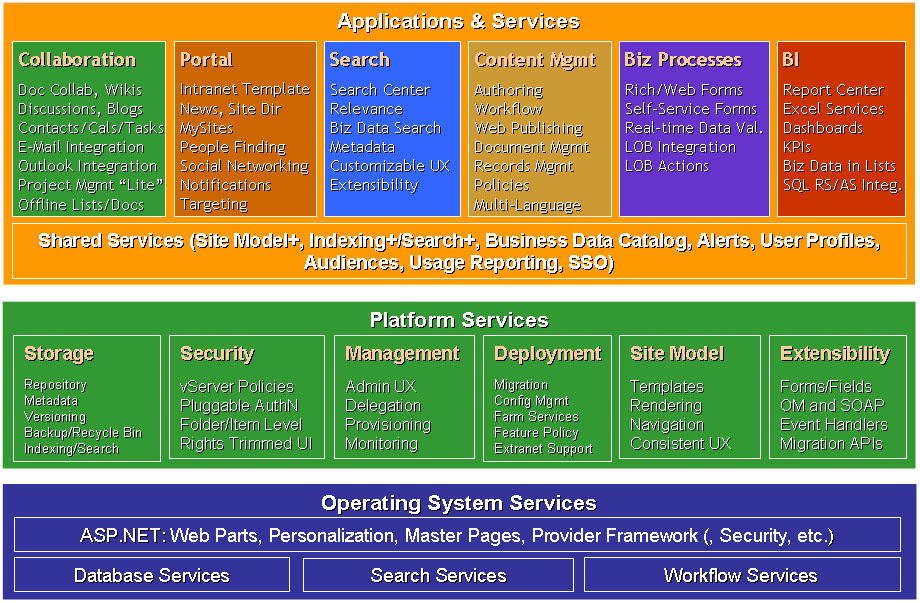 Applications & Services
Collaboration
Doc Collab, Wikis
Discussions, Blogs
Contacts/Cals/Tasks
E-Mail Integration
Outlook Integration
Project Mgmt “Lite”
Offline Lists/Docs
Portal
Intranet Template
News, Site Dir
MySites
People Finding
Social Networking
Notifications
Targeting
Search
Search Center
Relevance
Biz Data Search
Metadata
Customizable UX
Extensibility
Content Mgmt
Authoring
Workflow
Web Publishing
Document Mgmt
Records Mgmt
Policies
Multi-Language
Biz Processes
Rich/Web Forms
Self-Service Forms
Real-time Data Val.
LOB Integration
LOB Actions
BI
Report Center
Excel Services
Dashboards
KPIs
Biz Data in Lists
SQL RS/AS Integ.
Shared Services (Site Model+, Indexing+/Search+, Business Data Catalog, Alerts, User Profiles,
Audiences, Usage Reporting, SSO)
Platform Services
Storage
Repository
Metadata
Versioning
Backup/Recycle Bin
Indexing/Search
Security
vServer Policies
Pluggable AuthN
Folder/Item Level
Rights Trimmed UI
Management
Admin UX
Delegation
Provisioning
Monitoring
Deployment
Migration
Config Mgmt
Farm Services
Feature Policy
Extranet Support
Site Model
Templates
Rendering
Navigation
Consistent UX
Extensibility
Forms/Fields
OM and SOAP
Event Handlers
Migration APIs
Operating System Services
ASP.NET: Web Parts, Personalization, Master Pages, Provider Framework (, Security, etc.)
Database Services
Search Services
Workflow Services